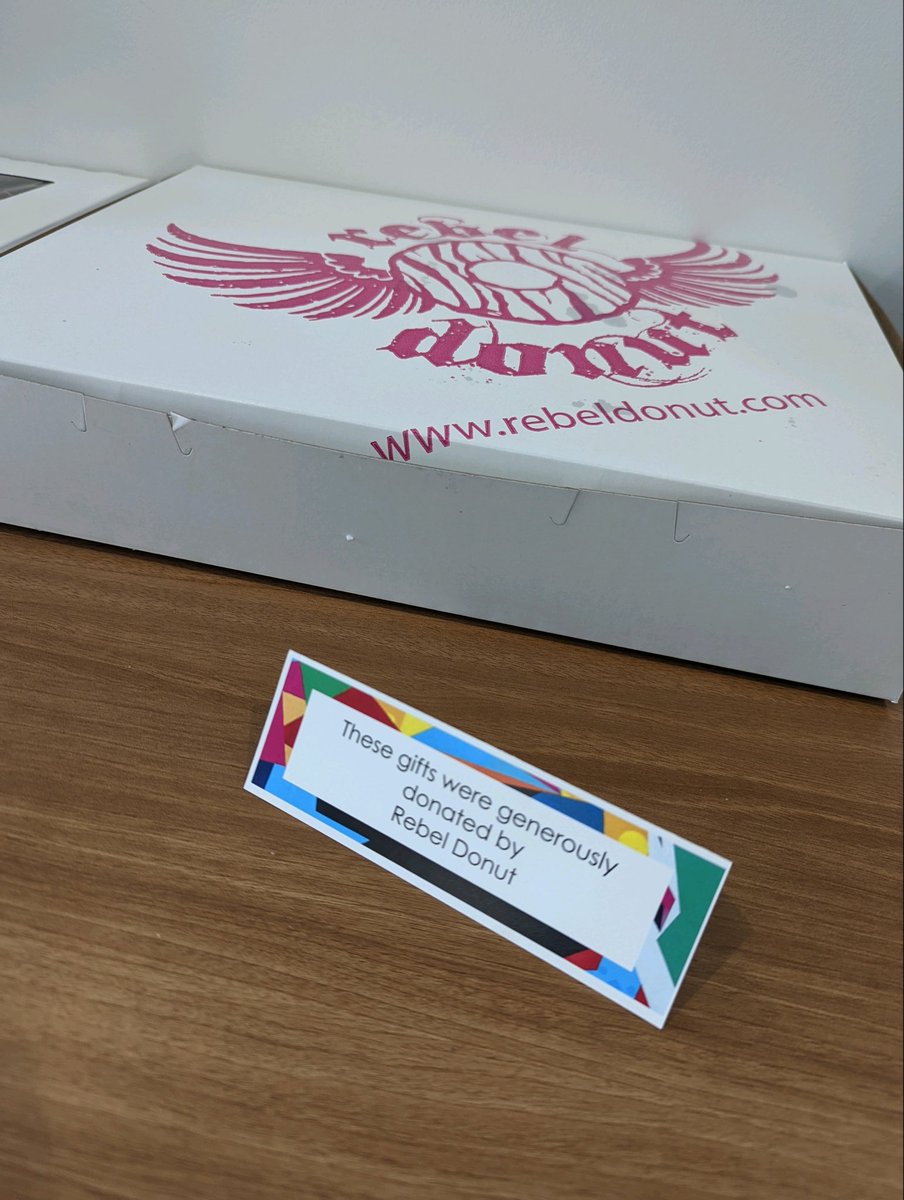 rebel
donut
www.rebeldonut.com
These gifts were generously
donated by
Rebel Donut